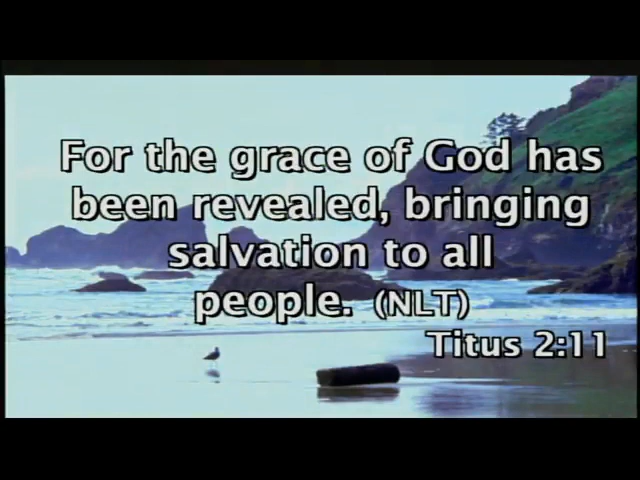 For the grace of God has
been revealed, bringing
salvation to all
people. (NLT)
Titus 2:11